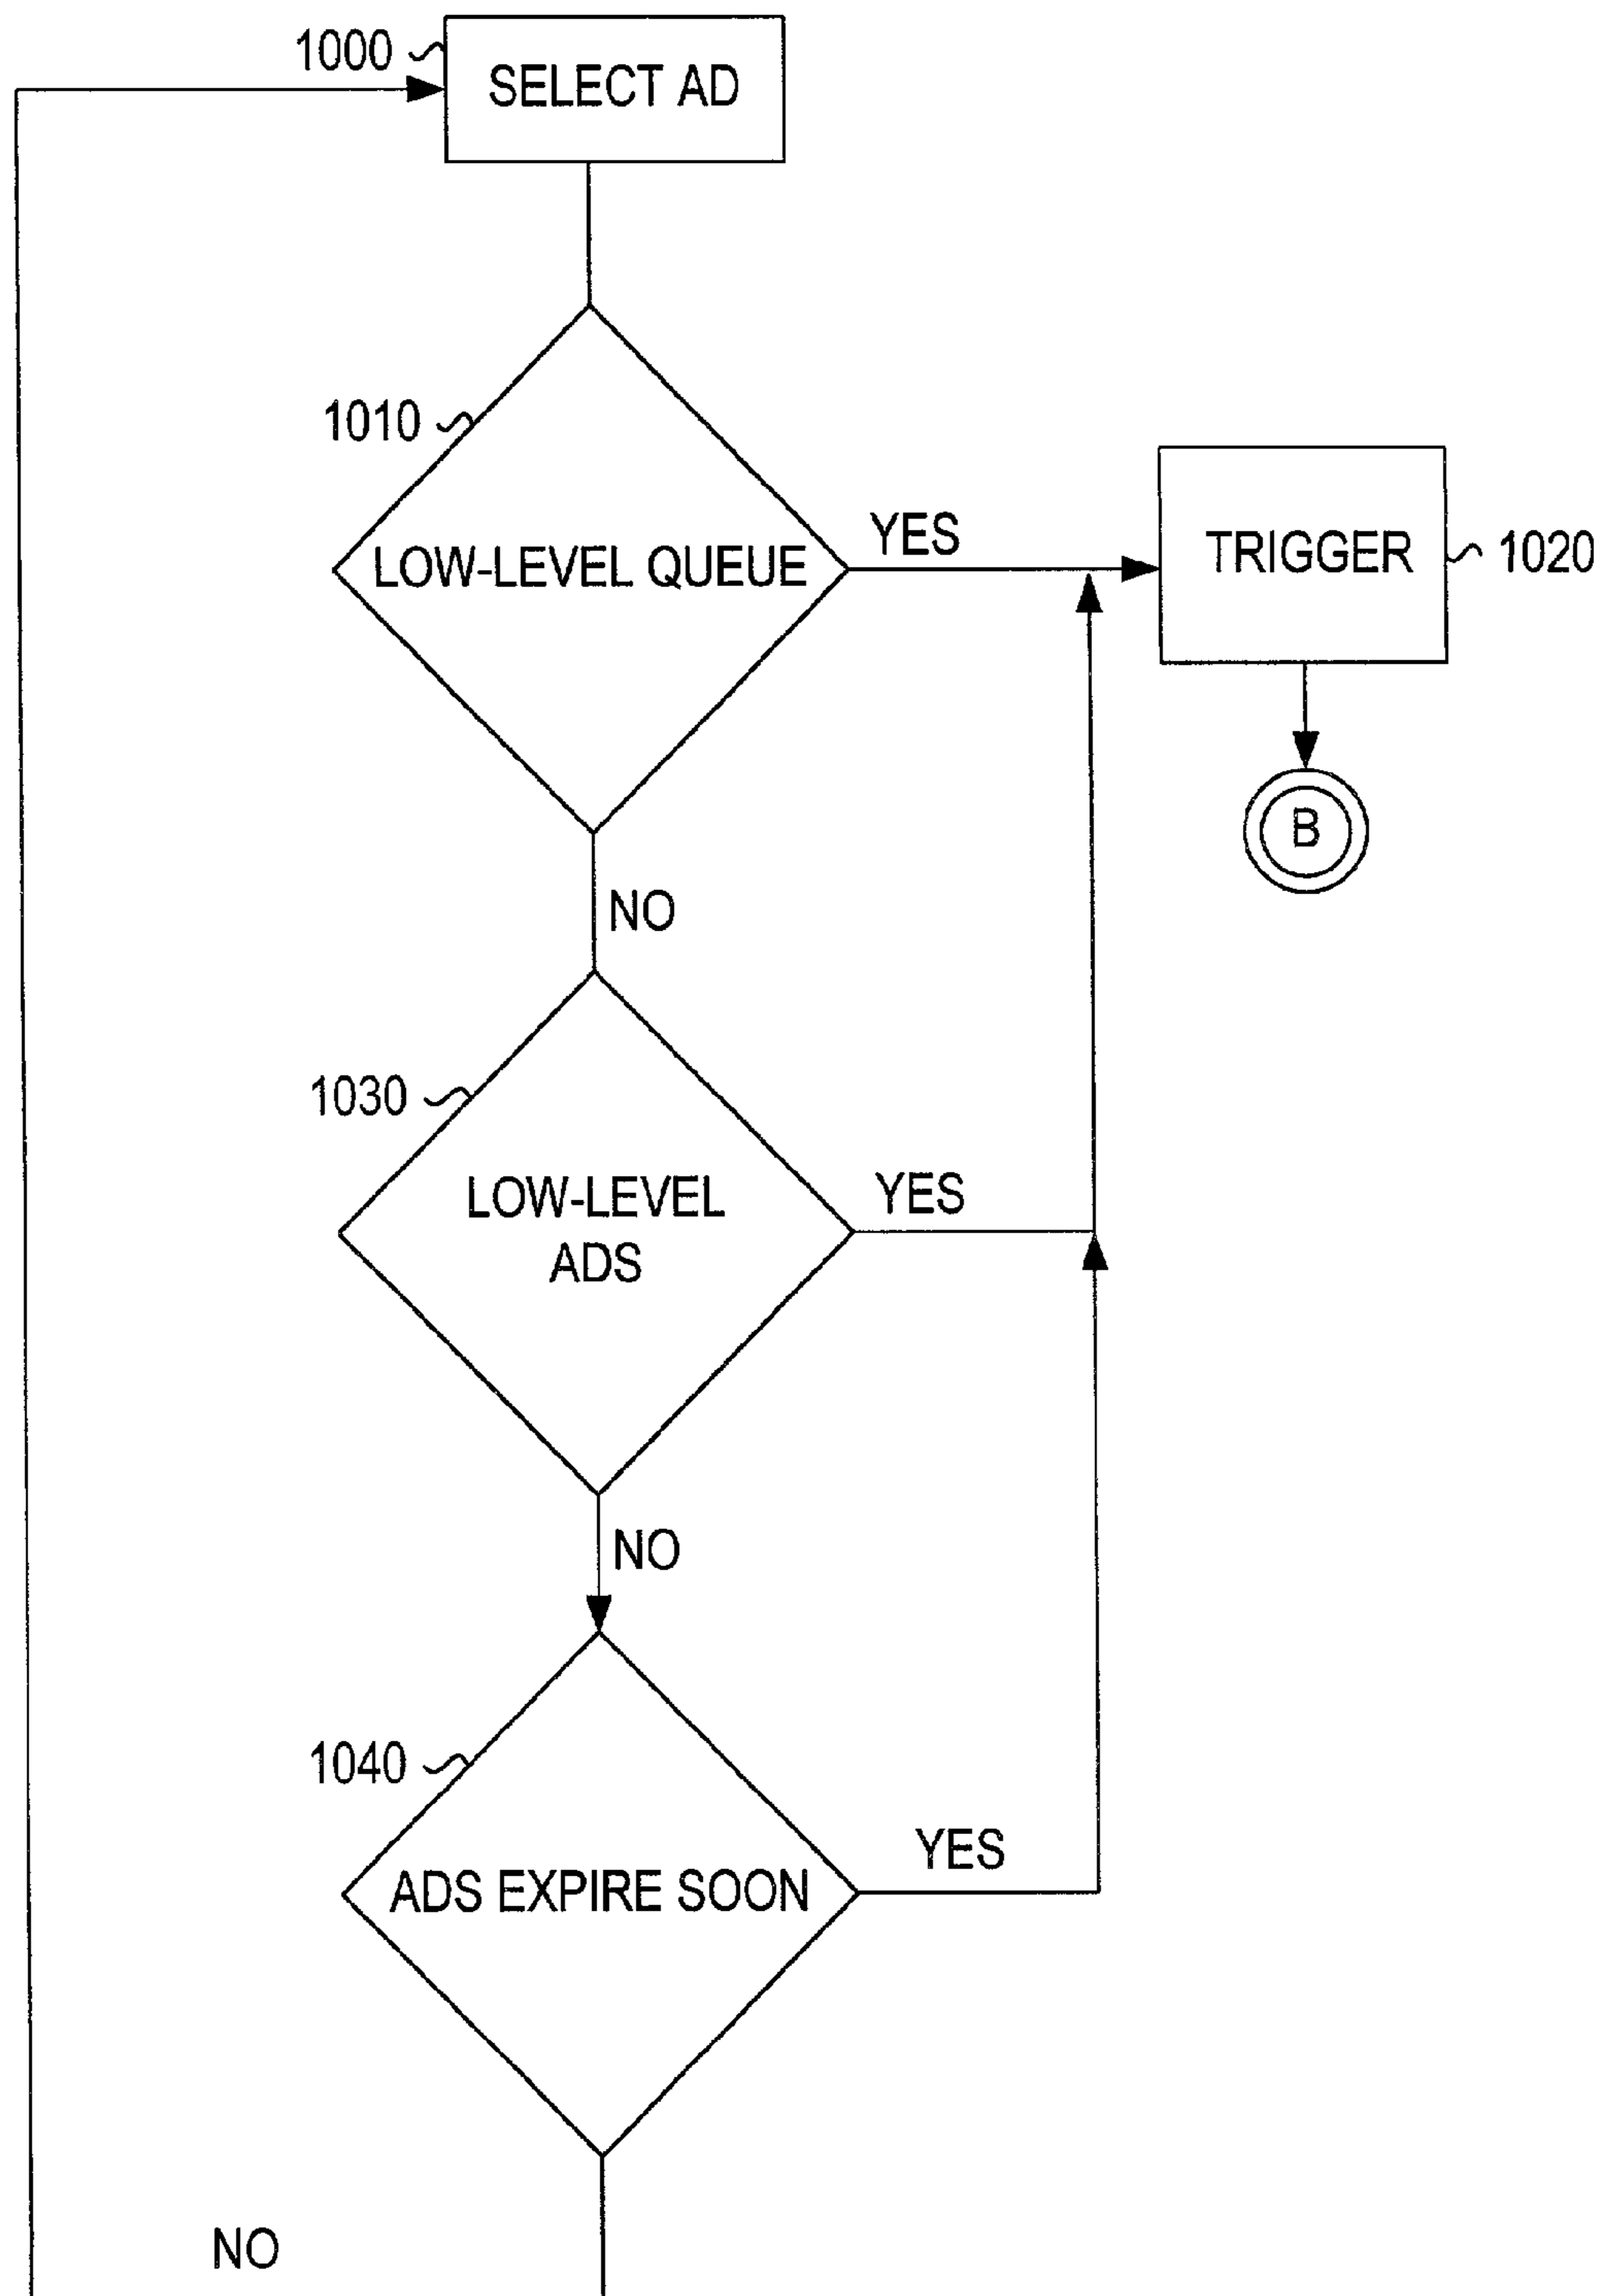 1000
SELECT AD
1010
LOW-LEVEL QUEUE
YES
TRIGGER
1020
B
NO
1030
LOW-LEVEL
ADS
YES
NO
1040
ADS EXPIRE SOON
YES
NO